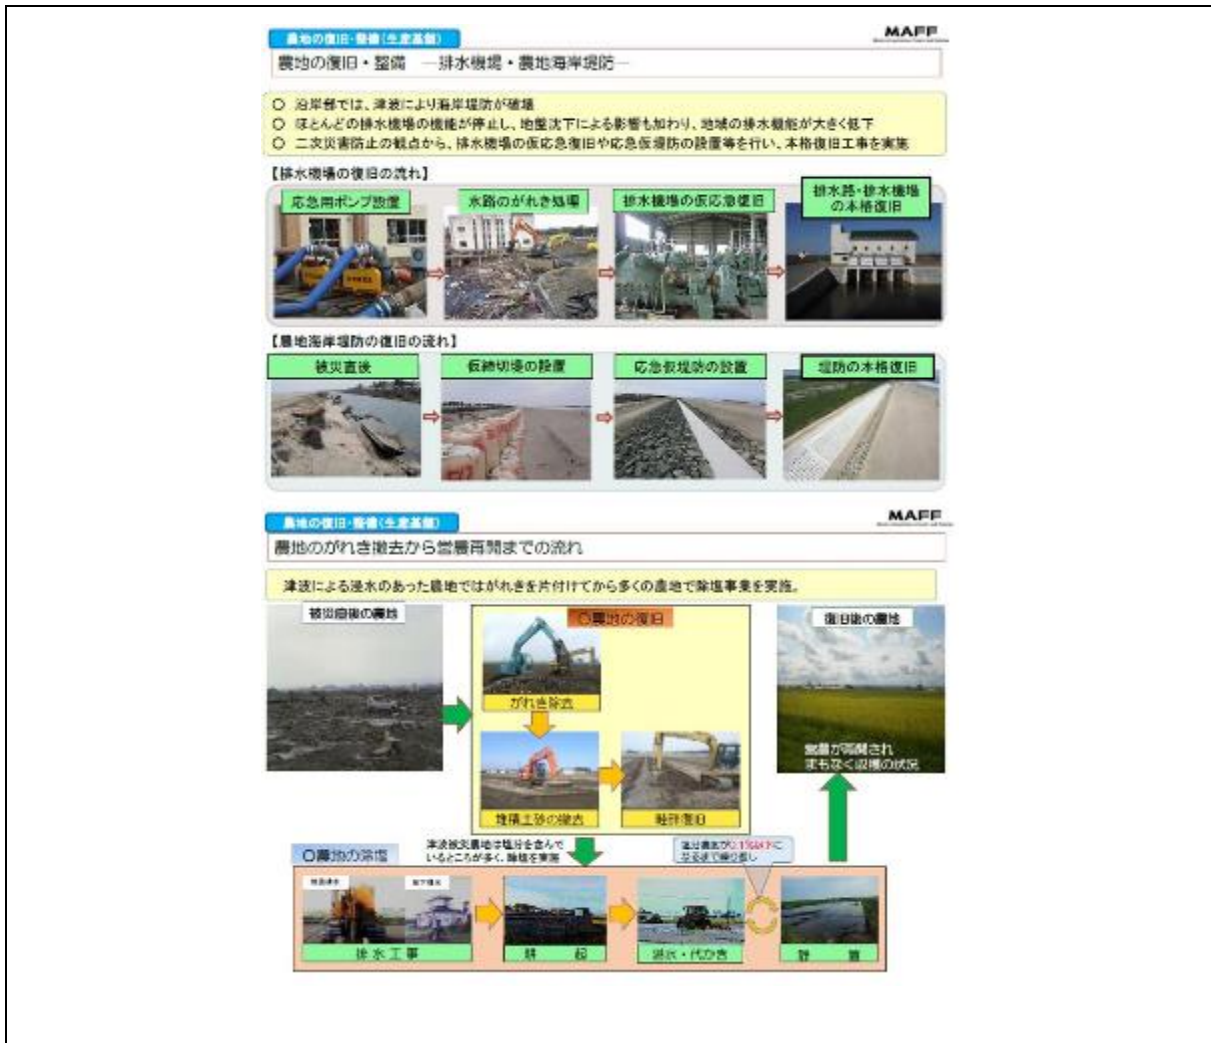 MAFF
農地の復旧・整備(生産基盤)
農地の復旧・整備 ―排水機場・農地海岸堤防―
○ 沿岸部では、津波により海岸堤防が破堤
○ ほとんどの排水機場の機能が停止し、地盤沈下による影響も加わり、地域の排水機能が大きく低下
○ 二次災害防止の観点から、排水機場の仮応急復旧や応急仮堤防の設置等を行い、本格復旧工事を実施
【排水機場の復旧の流れ】
応急用ポンプ設置
水路のがれき処理
排水機場の仮応急復旧
排水路・排水機場
の本格復旧
【農地海岸堤防の復旧の流れ】
被災直後
仮締切堤の設置
応急仮堤防の設置
堤防の本格復旧
MAFF
農地の復旧・整備(生産基盤)
農地のがれき撤去から営農再開までの流れ
津波による浸水のあった農地ではがれきを片付けてから多くの農地で除塩事業を実施。
被災直後の農地
○農地の復旧
復旧後の農地
がれき除去
堆積土砂の撤去
畦畔復旧
営農が再開され
まもなく収穫の状況
○農地の除塩
津波被災農地は塩分を含んで
いるところが多く、除塩を実施
塩分濃度が0.1%以下に
なるまで繰り返し
排水工事
耕起
湛水・代かき